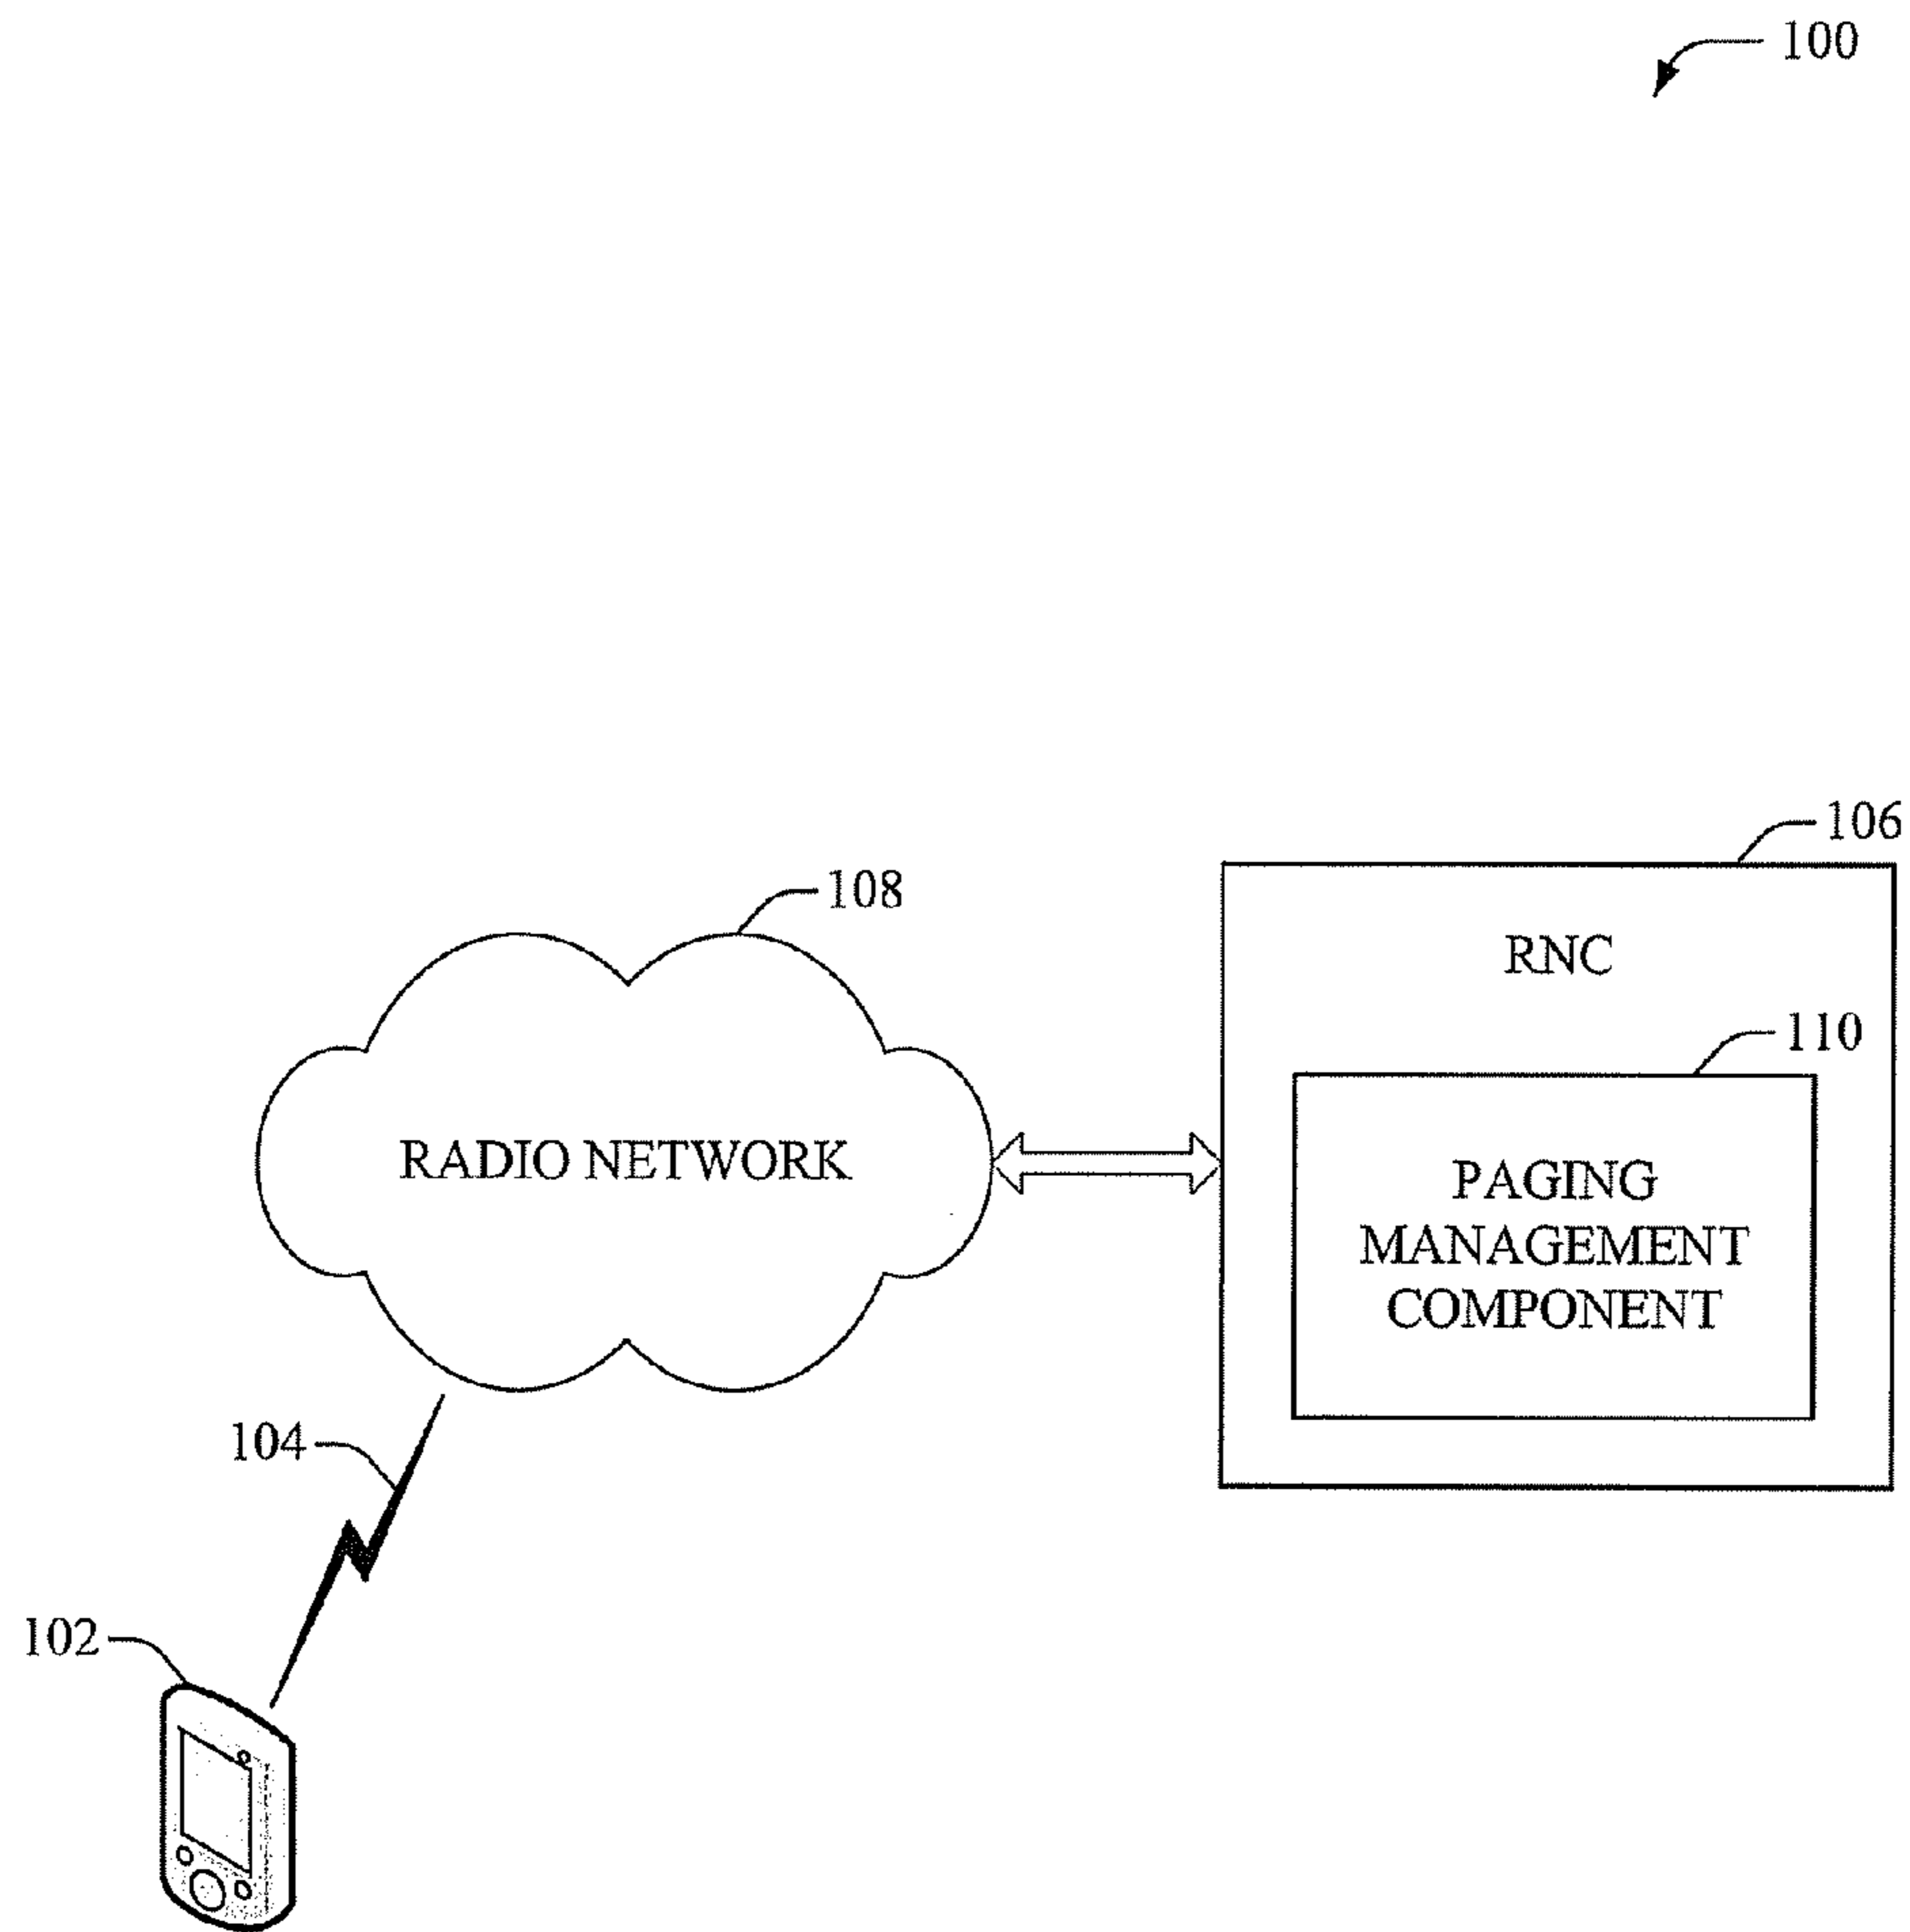 100
106
108
RNC
110
RADIO NETWORK
PAGING
MANAGEMENT
COMPONENT
104
102